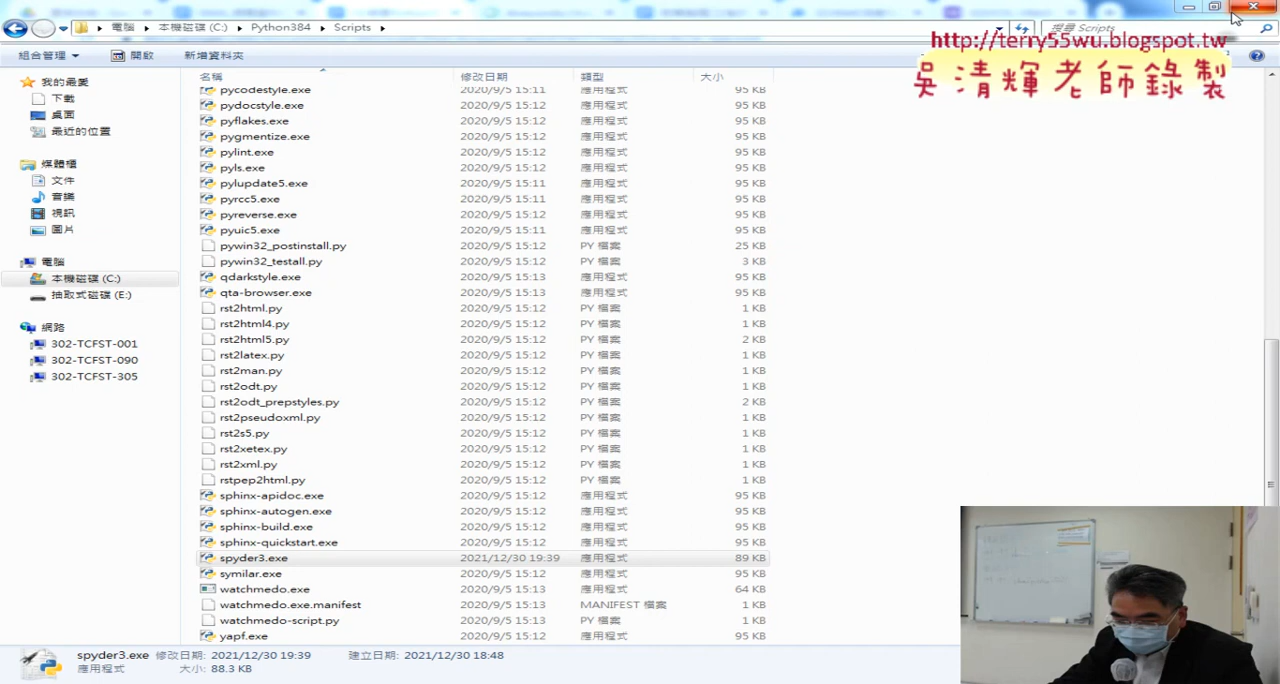 電腦 ▸ 本機磁碟 (C:) ▸ Python384 ▸ Scripts ▸
搜尋 Scripts
http://terry55wu.blogspot.tw
吳清輝老師錄製
組合管理 開啟 新增資料夾
名稱 修改日期 類型 大小
我的最愛
下載
桌面
最近的位置
媒體櫃
文件
音樂
視訊
圖片
電腦
本機磁碟 (C:)
抽取式磁碟 (E:)
網路
302-TCFST-001
302-TCFST-090
302-TCFST-305
pycodestyle.exe 2020/9/5 15:11 應用程式 95 KB
pydocstyle.exe 2020/9/5 15:11 應用程式 95 KB
pyflakes.exe 2020/9/5 15:11 應用程式 95 KB
pygmentize.exe 2020/9/5 15:12 應用程式 95 KB
pylint.exe 2020/9/5 15:12 應用程式 95 KB
pyls.exe 2020/9/5 15:12 應用程式 95 KB
pylupdate5.exe 2020/9/5 15:11 應用程式 95 KB
pyrcc5.exe 2020/9/5 15:11 應用程式 95 KB
pyreverse.exe 2020/9/5 15:12 應用程式 95 KB
pyuic5.exe 2020/9/5 15:11 應用程式 95 KB
pywin32_postinstall.py 2020/9/5 15:12 PY 檔案 25 KB
pywin32_testall.py 2020/9/5 15:12 PY 檔案 3 KB
qdarkstyle.exe 2020/9/5 15:13 應用程式 95 KB
qta-browser.exe 2020/9/5 15:13 應用程式 95 KB
rst2html.py 2020/9/5 15:12 PY 檔案 1 KB
rst2html4.py 2020/9/5 15:12 PY 檔案 1 KB
rst2html5.py 2020/9/5 15:12 PY 檔案 2 KB
rst2latex.py 2020/9/5 15:12 PY 檔案 1 KB
rst2man.py 2020/9/5 15:12 PY 檔案 1 KB
rst2odt.py 2020/9/5 15:12 PY 檔案 1 KB
rst2odt_prepstyles.py 2020/9/5 15:12 PY 檔案 2 KB
rst2pseudoxml.py 2020/9/5 15:12 PY 檔案 1 KB
rst2s5.py 2020/9/5 15:12 PY 檔案 1 KB
rst2xetex.py 2020/9/5 15:12 PY 檔案 1 KB
rst2xml.py 2020/9/5 15:12 PY 檔案 1 KB
rstpep2html.py 2020/9/5 15:12 PY 檔案 1 KB
sphinx-apidoc.exe 2020/9/5 15:12 應用程式 95 KB
sphinx-autogen.exe 2020/9/5 15:12 應用程式 95 KB
sphinx-build.exe 2020/9/5 15:12 應用程式 95 KB
sphinx-quickstart.exe 2020/9/5 15:12 應用程式 95 KB
spyder3.exe 2021/12/30 19:39 應用程式 89 KB
symilar.exe 2020/9/5 15:12 應用程式 95 KB
watchmedo.exe 2020/9/5 15:13 應用程式 64 KB
watchmedo.exe.manifest 2020/9/5 15:13 MANIFEST 檔案 1 KB
watchmedo-script.py 2020/9/5 15:13 PY 檔案 1 KB
yapf.exe 2020/9/5 15:12 應用程式 95 KB
spyder3.exe 修改日期: 2021/12/30 19:39 建立日期: 2021/12/30 18:48
應用程式 大小: 88.3 KB